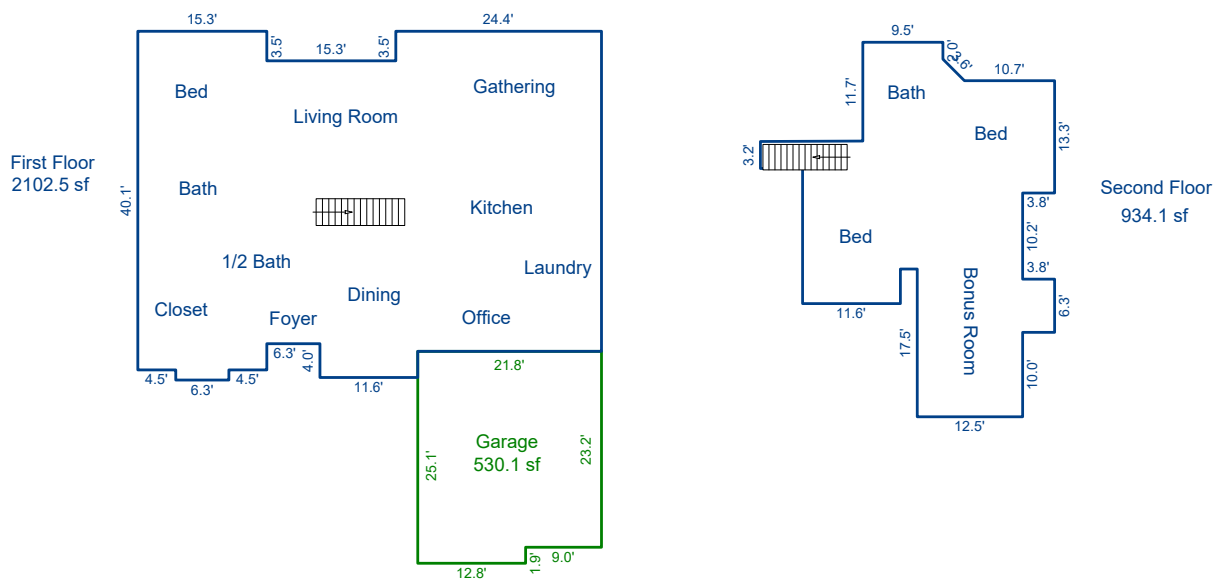 15.3'
24.4'
3.5'
15.3'
3.5'
Bed
Gathering
Living Room
First Floor
2102.5 sf
40.1'
Bath
Kitchen
1/2 Bath
Laundry
Dining
Closet
Foyer
Office
6.3'
4.0'
4.5'
6.3'
4.5'
11.6'
21.8'
Garage
530.1 sf
25.1'
23.2'
12.8'
1.9'
9.0'
9.5'
2.0'
3.6'
10.7'
11.7'
Bath
Bed
13.3'
3.2'
Second Floor
934.1 sf
3.8'
10.2'
Bed
3.8'
Bonus Room
6.3'
11.6'
17.5'
10.0'
12.5'